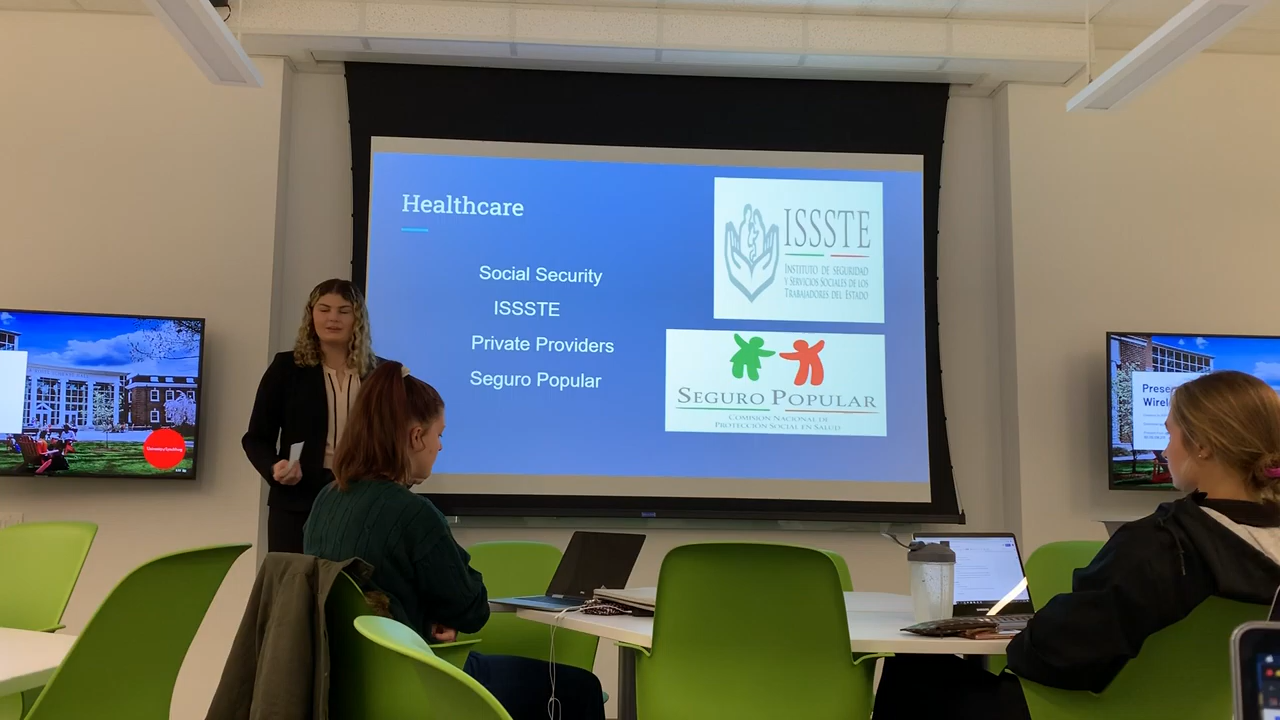 Healthcare
Social Security
ISSSTE
Private Providers
Seguro Popular
ISSSTE
INSTITUTO DE SEGURIDAD
Y SERVICIOS SOCIALES DE LOS
TRABAJADORES DEL ESTADO
SEGURO POPULAR
COMISIÓN NACIONAL DE
PROTECCIÓN SOCIAL EN SALUD